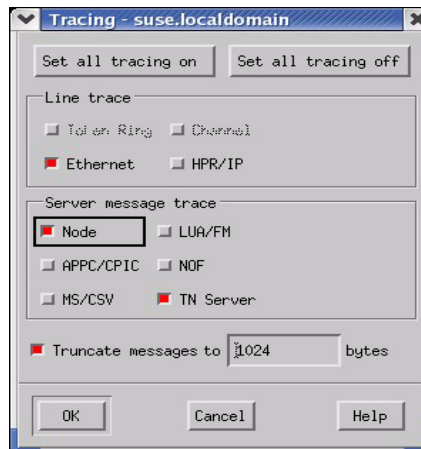 Tracing - suse.localdomain
Set all tracing on Set all tracing off
Line trace
Token Ring Channel
Ethernet HPR/IP
Server message trace
Node LUA/FM
APPC/CPIC NOF
MS/CSV TN Server
Truncate messages to 1024 bytes
OK Cancel Help